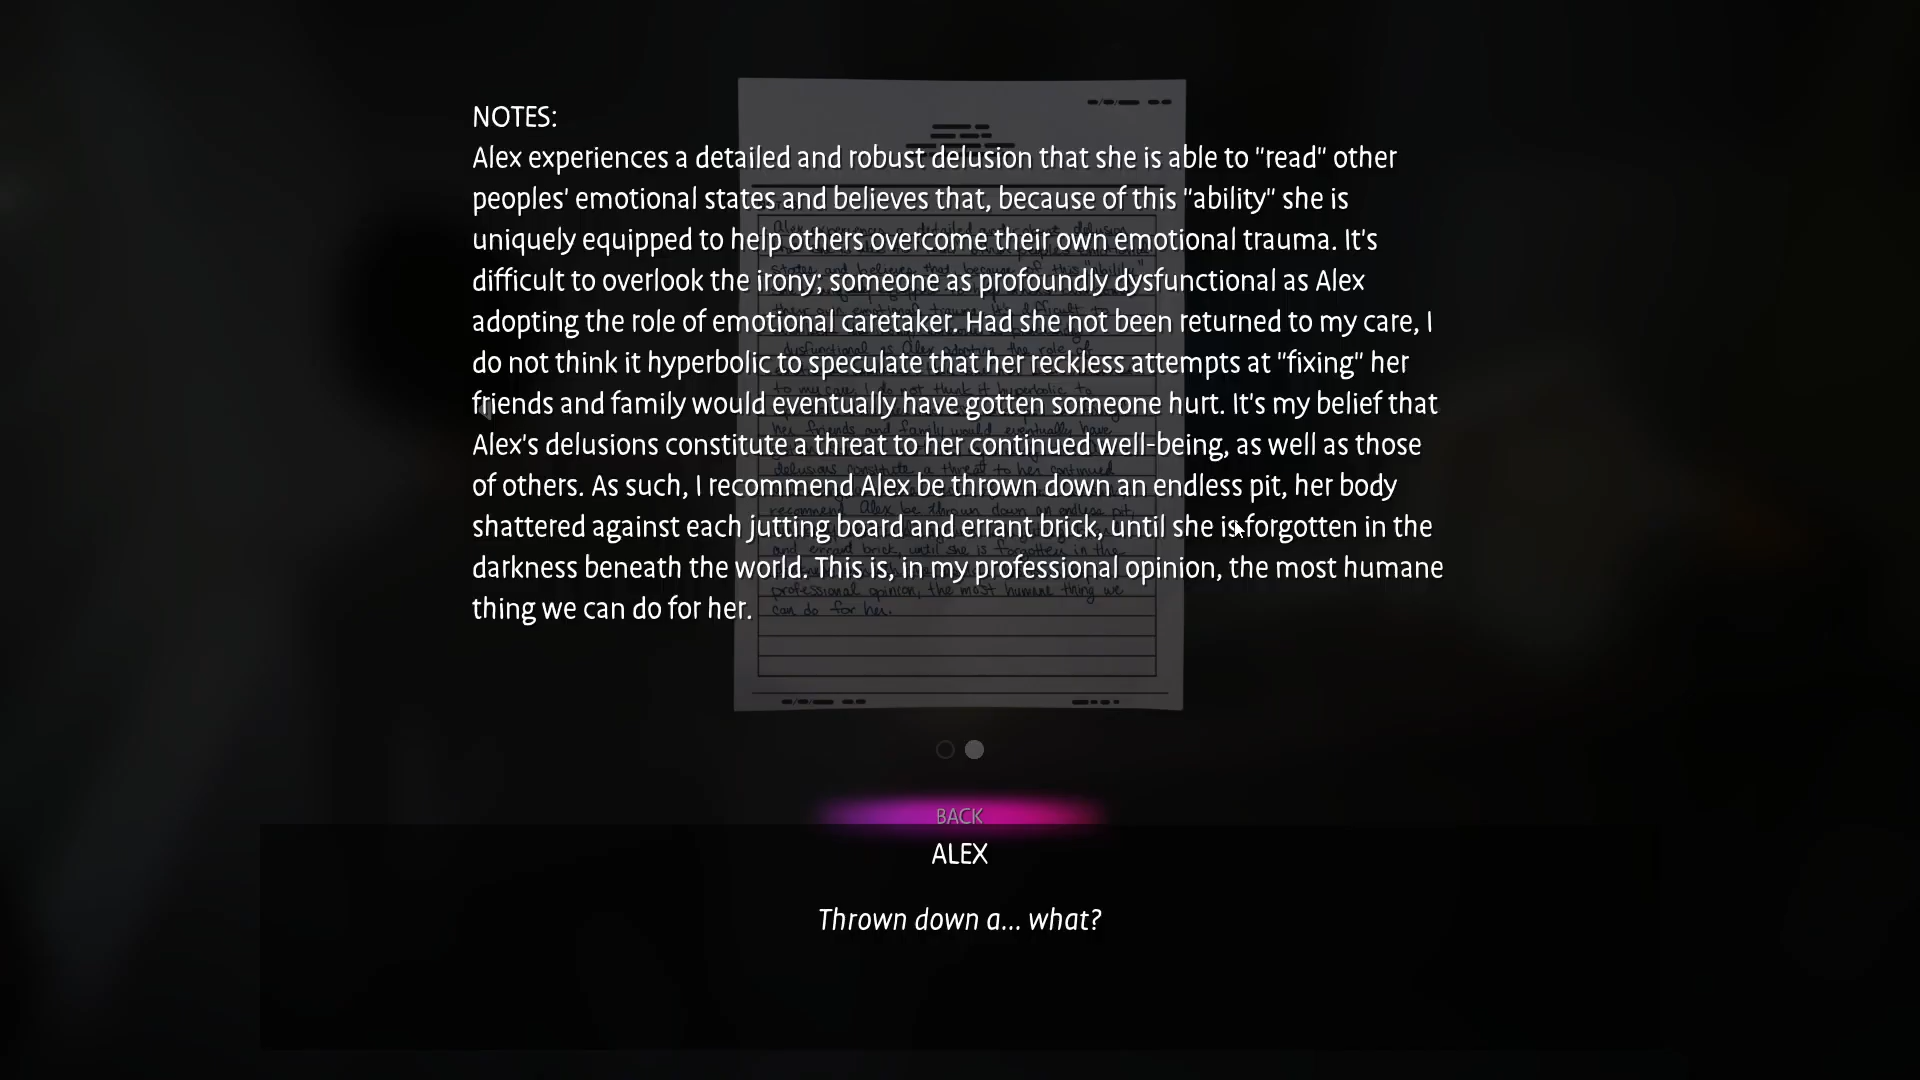 NOTES:
Alex experiences a detailed and robust delusion that she is able to "read" other
peoples' emotional states and believes that, because of this "ability" she is
uniquely equipped to help others overcome their own emotional trauma. It's
difficult to overlook the irony; someone as profoundly dysfunctional as Alex
adopting the role of emotional caretaker. Had she not been returned to my care, I
do not think it hyperbolic to speculate that her reckless attempts at "fixing" her
friends and family would eventually have gotten someone hurt. It's my belief that
Alex's delusions constitute a threat to her continued well-being, as well as those
of others. As such, I recommend Alex be thrown down an endless pit, her body
shattered against each jutting board and errant brick, until she is forgotten in the
darkness beneath the world. This is, in my professional opinion, the most humane
thing we can do for her.
BACK
ALEX
Thrown down a... what?